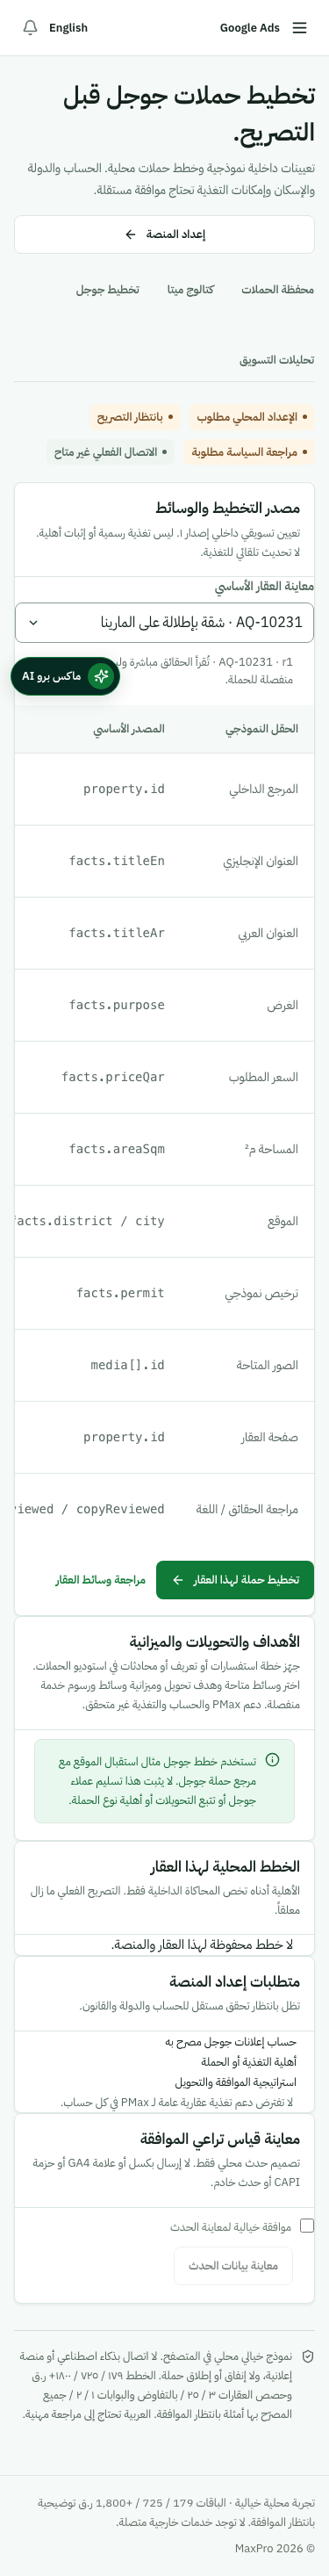 Google Ads
English
تخطيط حملات جوجل قبل
التصريح.
تعيينات داخلية نموذجية وخطط حملات محلية. الحساب والدولة
والإسكان وإمكانات التغذية تحتاج موافقة مستقلة.
إعداد المنصة
محفظة الحملات
كتالوج ميتا
تخطيط جوجل
تحليلات التسويق
الإعداد المحلي مطلوب
بانتظار التصريح
مراجعة السياسة مطلوبة
الاتصال الفعلي غير متاح
مصدر التخطيط والوسائط
تعيين تسويقي داخلي إصدار ١. ليس تغذية رسمية أو إثبات أهلية.
لا تحديث تلقائي للتغذية.
معاينة العقار الأساسي
AQ-10231 · شقة بإطلالة على المارينا
AQ-10231 · r1 · تُقرأ الحقائق مباشرة
منفصلة للحملة.
ماكس برو AI
الحقل النموذجي
المصدر الأساسي
المرجع الداخلي
property.id
العنوان الإنجليزي
facts.titleEn
العنوان العربي
facts.titleAr
الغرض
facts.purpose
السعر المطلوب
facts.priceQar
المساحة م²
facts.areaSqm
الموقع
facts.district / city
ترخيص نموذجي
facts.permit
الصور المتاحة
media[].id
صفحة العقار
property.id
مراجعة الحقائق / اللغة
/ copyReviewed
تخطيط حملة لهذا العقار
مراجعة وسائط العقار
الأهداف والتحويلات والميزانية
جهّز خطة استفسارات أو تعريف أو محادثات في استوديو الحملات.
اختر وسائط متاحة وهدف تحويل وميزانية وسائط ورسوم خدمة
منفصلة. دعم PMax والحساب والتغذية غير متحقق.
تستخدم خطط جوجل مثال استقبال الموقع مع
مرجع حملة جوجل. لا يثبت هذا تسليم عملاء
جوجل أو تتبع التحويلات أو أهلية نوع الحملة.
الخطط المحلية لهذا العقار
الأهلية أدناه تخص المحاكاة الداخلية فقط. التصريح الفعلي ما زال
معلقاً.
لا خطط محفوظة لهذا العقار والمنصة.
متطلبات إعداد المنصة
تظل بانتظار تحقق مستقل للحساب والدولة والقانون.
حساب إعلانات جوجل مصرح به
أهلية التغذية أو الحملة
استراتيجية الموافقة والتحويل
لا تفترض دعم تغذية عقارية عامة لـ PMax في كل حساب.
معاينة قياس تراعي الموافقة
تصميم حدث محلي فقط. لا إرسال بكسل أو علامة GA4 أو حزمة
CAPI أو حدث خادم.
موافقة خيالية لمعاينة الحدث
معاينة بيانات الحدث
نموذج خيالي محلي في المتصفح. لا اتصال بذكاء اصطناعي أو منصة
إعلانية، ولا إنفاق أو إطلاق حملة. الخطط ١٧٩ / ٧٢٥ / ١٨٠٠+ ر.ق
وحصص العقارات ٣ / ٢٥ / بالتفاوض والبوابات ١ / ٢ / جميع
المصرّح بها أمثلة بانتظار الموافقة. العربية تحتاج إلى مراجعة مهنية.
تجربة محلية خيالية · الباقات 179 / 725 / +1,800 ر.ق توضيحية
بانتظار الموافقة. لا توجد خدمات خارجية متصلة.
© 2026 MaxPro